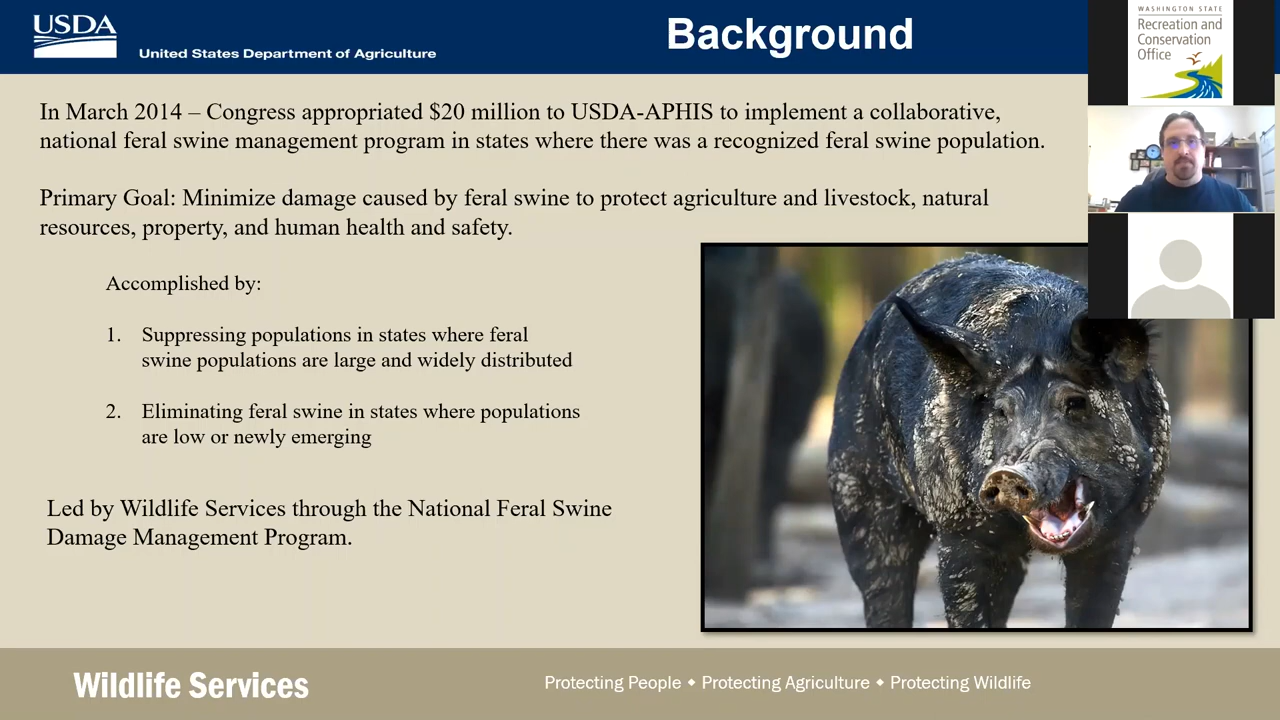 USDA
United States Department of Agriculture
Background
WASHINGTON STATE
Recreation and
Conservation
Office
In March 2014 – Congress appropriated $20 million to USDA-APHIS to implement a collaborative,
national feral swine management program in states where there was a recognized feral swine population.
Primary Goal: Minimize damage caused by feral swine to protect agriculture and livestock, natural
resources, property, and human health and safety.
Accomplished by:
1. Suppressing populations in states where feral
swine populations are large and widely distributed
2. Eliminating feral swine in states where populations
are low or newly emerging
Led by Wildlife Services through the National Feral Swine
Damage Management Program.
Wildlife Services
Protecting People ◆ Protecting Agriculture ◆ Protecting Wildlife